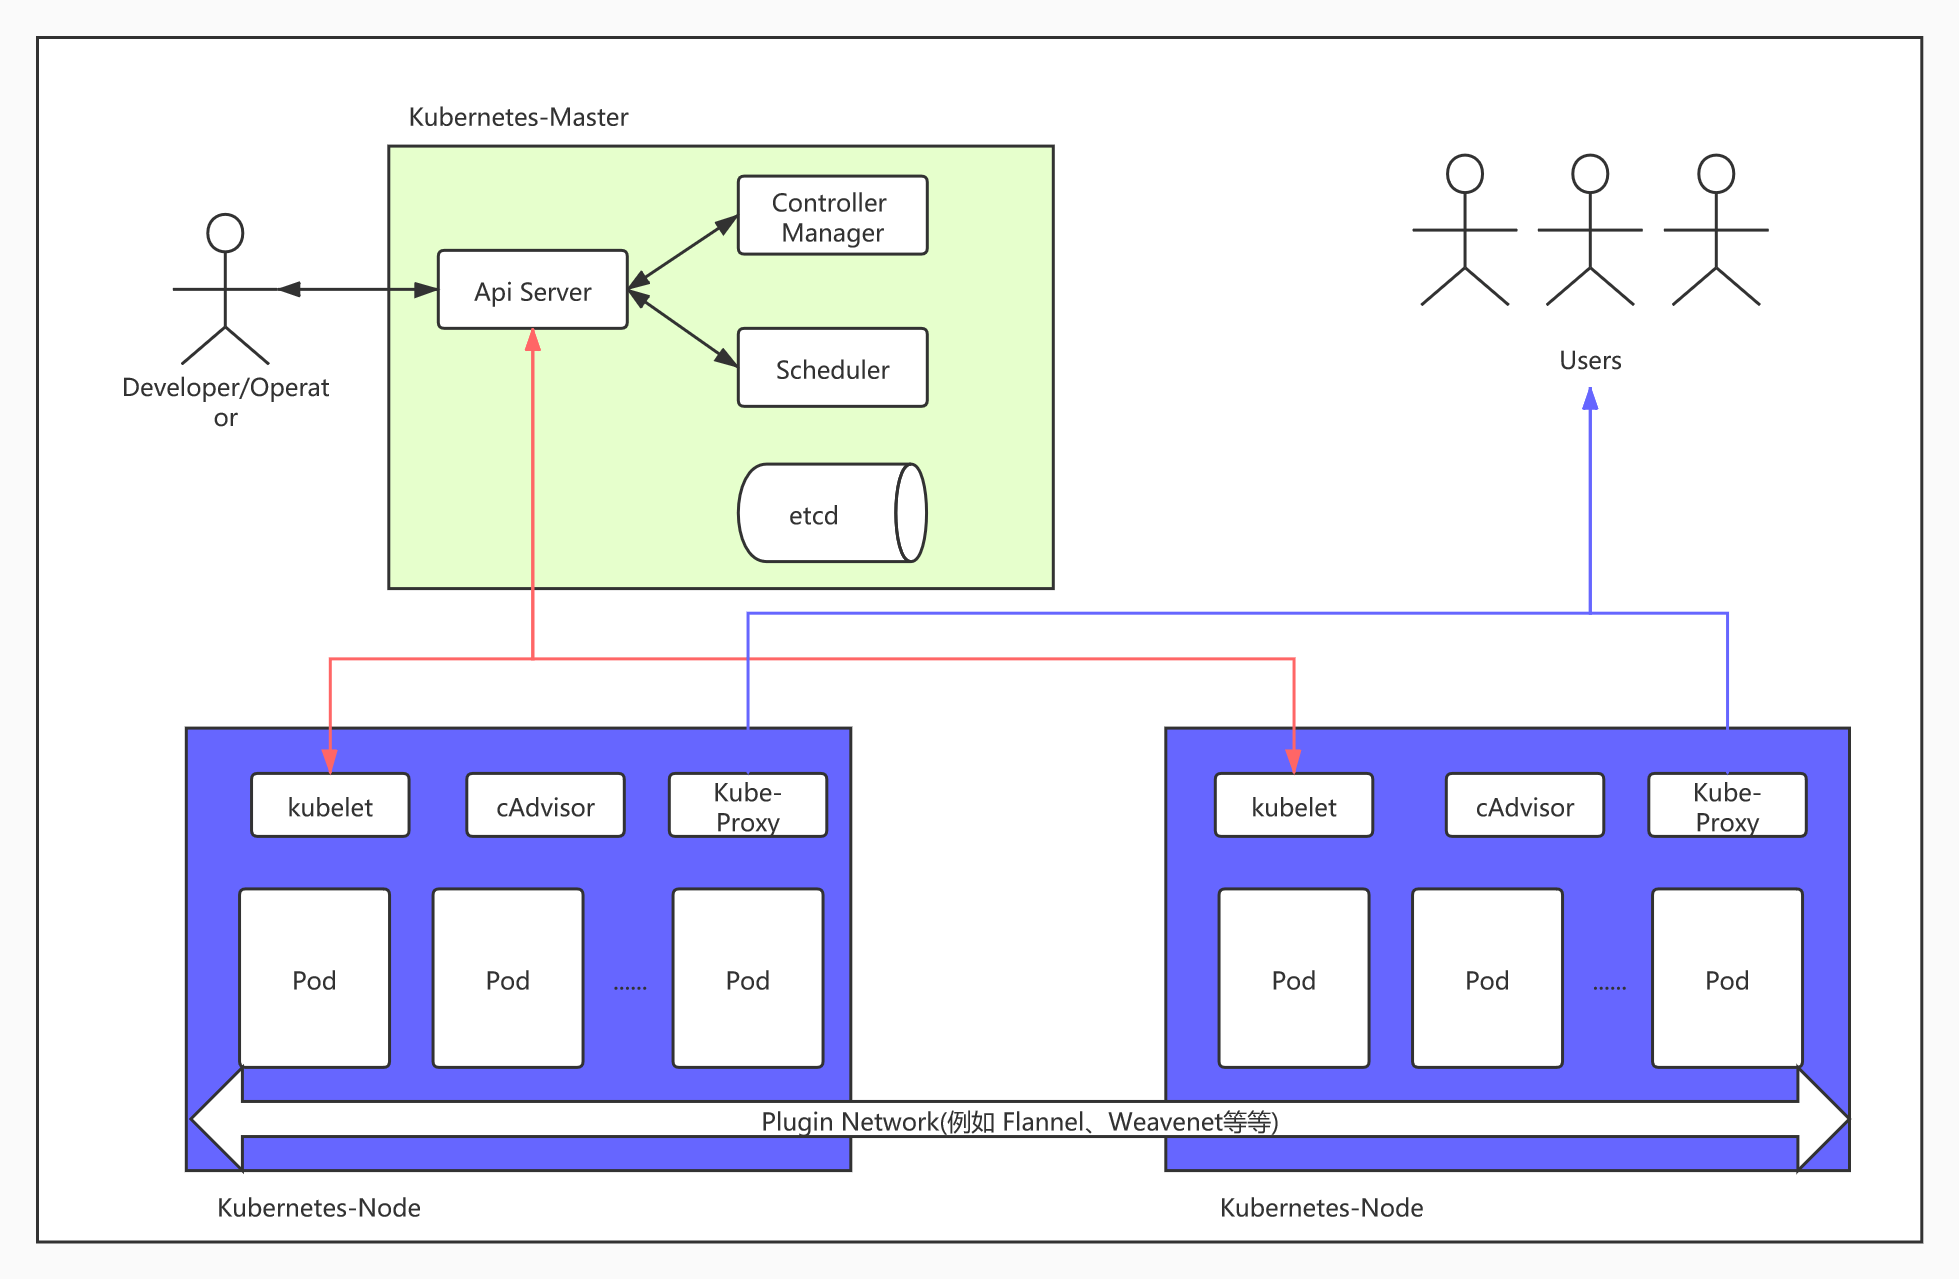 Kubernetes-Master
Controller
Manager
Api Server
Scheduler
Developer/Operat
or
Users
etcd
kubelet
cAdvisor
Kube-
Proxy
kubelet
cAdvisor
Kube-
Proxy
Pod
Pod
......
Pod
Pod
Pod
......
Pod
Plugin Network(例如 Flannel、Weavenet等等)
Kubernetes-Node
Kubernetes-Node